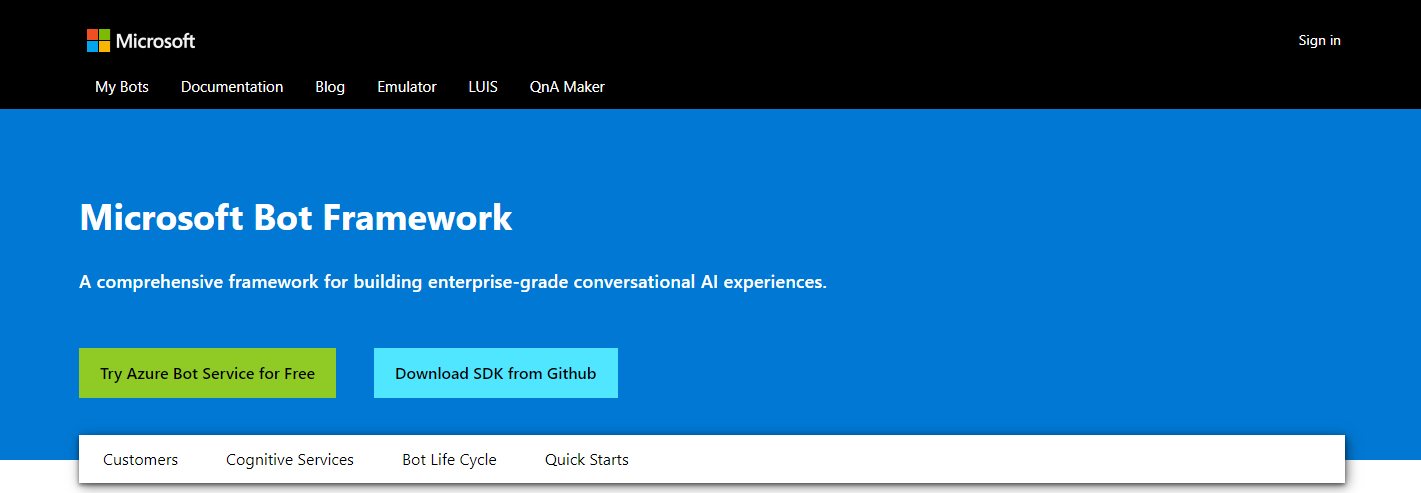 Microsoft
Sign in
My Bots Documentation Blog Emulator LUIS QnA Maker
Microsoft Bot Framework
A comprehensive framework for building enterprise-grade conversational AI experiences.
Try Azure Bot Service for Free Download SDK from Github
Customers Cognitive Services Bot Life Cycle Quick Starts